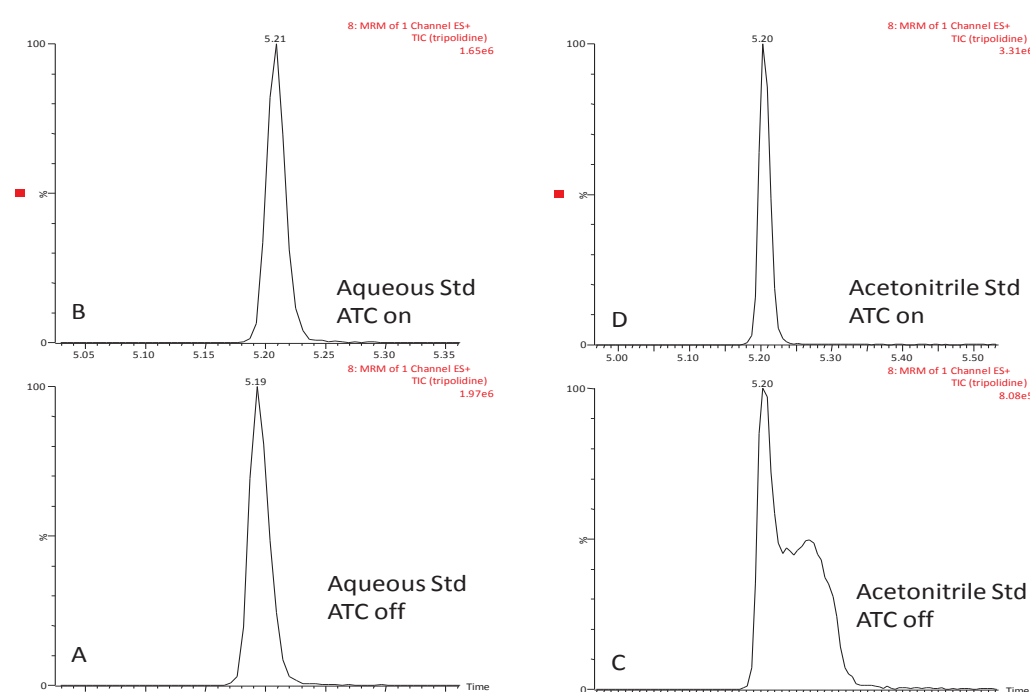 8: MRM of 1 Channel ES+
TIC (tripolidine)
1.65e6
5.21
100
%
0
B
Aqueous Std
ATC on
5.05 5.10 5.15 5.20 5.25 5.30 5.35
8: MRM of 1 Channel ES+
TIC (tripolidine)
3.31e6
5.20
100
%
0
D
Acetonitrile Std
ATC on
5.00 5.10 5.20 5.30 5.40 5.50
8: MRM of 1 Channel ES+
TIC (tripolidine)
1.97e6
5.19
100
%
0
A
Aqueous Std
ATC off
Time
8: MRM of 1 Channel ES+
TIC (tripolidine)
8.08e5
5.20
100
%
0
C
Acetonitrile Std
ATC off
Time